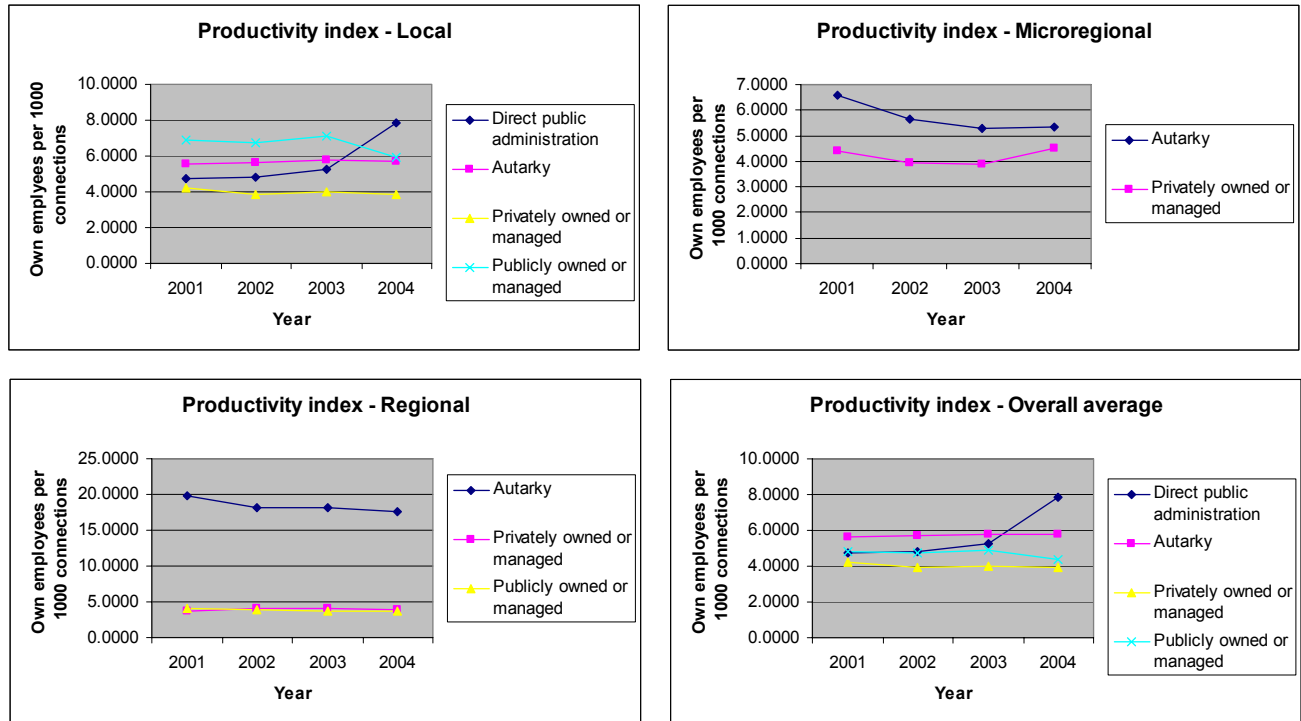 Productivity index - Local
Own emplyees per 1000
connections
10.0000
8.0000
6.0000
4.0000
2.0000
0.0000
2001 2002 2003 2004
Year
Direct public
administration
Autarky
Privately owned or
managed
Publicly owned or
managed
Productivity index - Microregional
Own employees per
1000 connections
7.0000
6.0000
5.0000
4.0000
3.0000
2.0000
1.0000
0.0000
2001 2002 2003 2004
Year
Autarky
Privately owned or
managed
Productivity index - Regional
Own employees per
1000 connections
25.0000
20.0000
15.0000
10.0000
5.0000
0.0000
2001 2002 2003 2004
Year
Autarky
Privately owned or
managed
Publicly owned or
managed
Productivity index - Overall average
Own employees per
1000 connections
10.0000
8.0000
6.0000
4.0000
2.0000
0.0000
2001 2002 2003 2004
Year
Direct public
administration
Autarky
Privately owned or
managed
Publicly owned or
managed